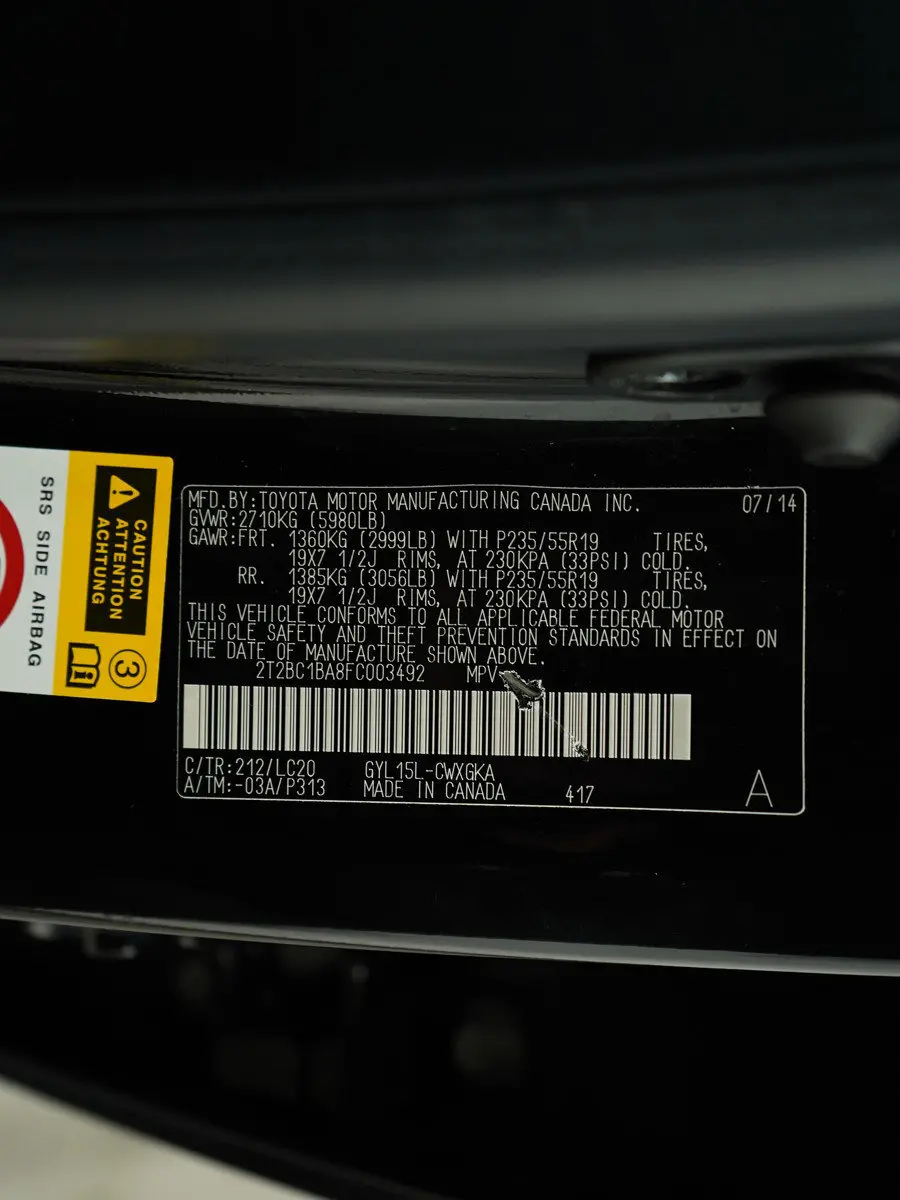 SRS SIDE AIRBAG
CAUTION
ATTENTION
ACHTUNG
3
MFD.BY:TOYOTA MOTOR MANUFACTURING CANADA INC. 07/14
GVWR:2710KG (5980LB)
GAWR:FRT. 1360KG (2999LB) WITH P235/55R19 TIRES,
19X7 1/2J RIMS, AT 230KPA (33PSI) COLD.
RR. 1385KG (3056LB) WITH P235/55R19 TIRES,
19X7 1/2J RIMS, AT 230KPA (33PSI) COLD.
THIS VEHICLE CONFORMS TO ALL APPLICABLE FEDERAL MOTOR
VEHICLE SAFETY AND THEFT PREVENTION STANDARDS IN EFFECT ON
THE DATE OF MANUFACTURE SHOWN ABOVE.
2T2BC1BA8FC003492 MPV
C/TR:212/LC20 GYL15L-CWXGKA
A/TM:-03A/P313 MADE IN CANADA 417
A